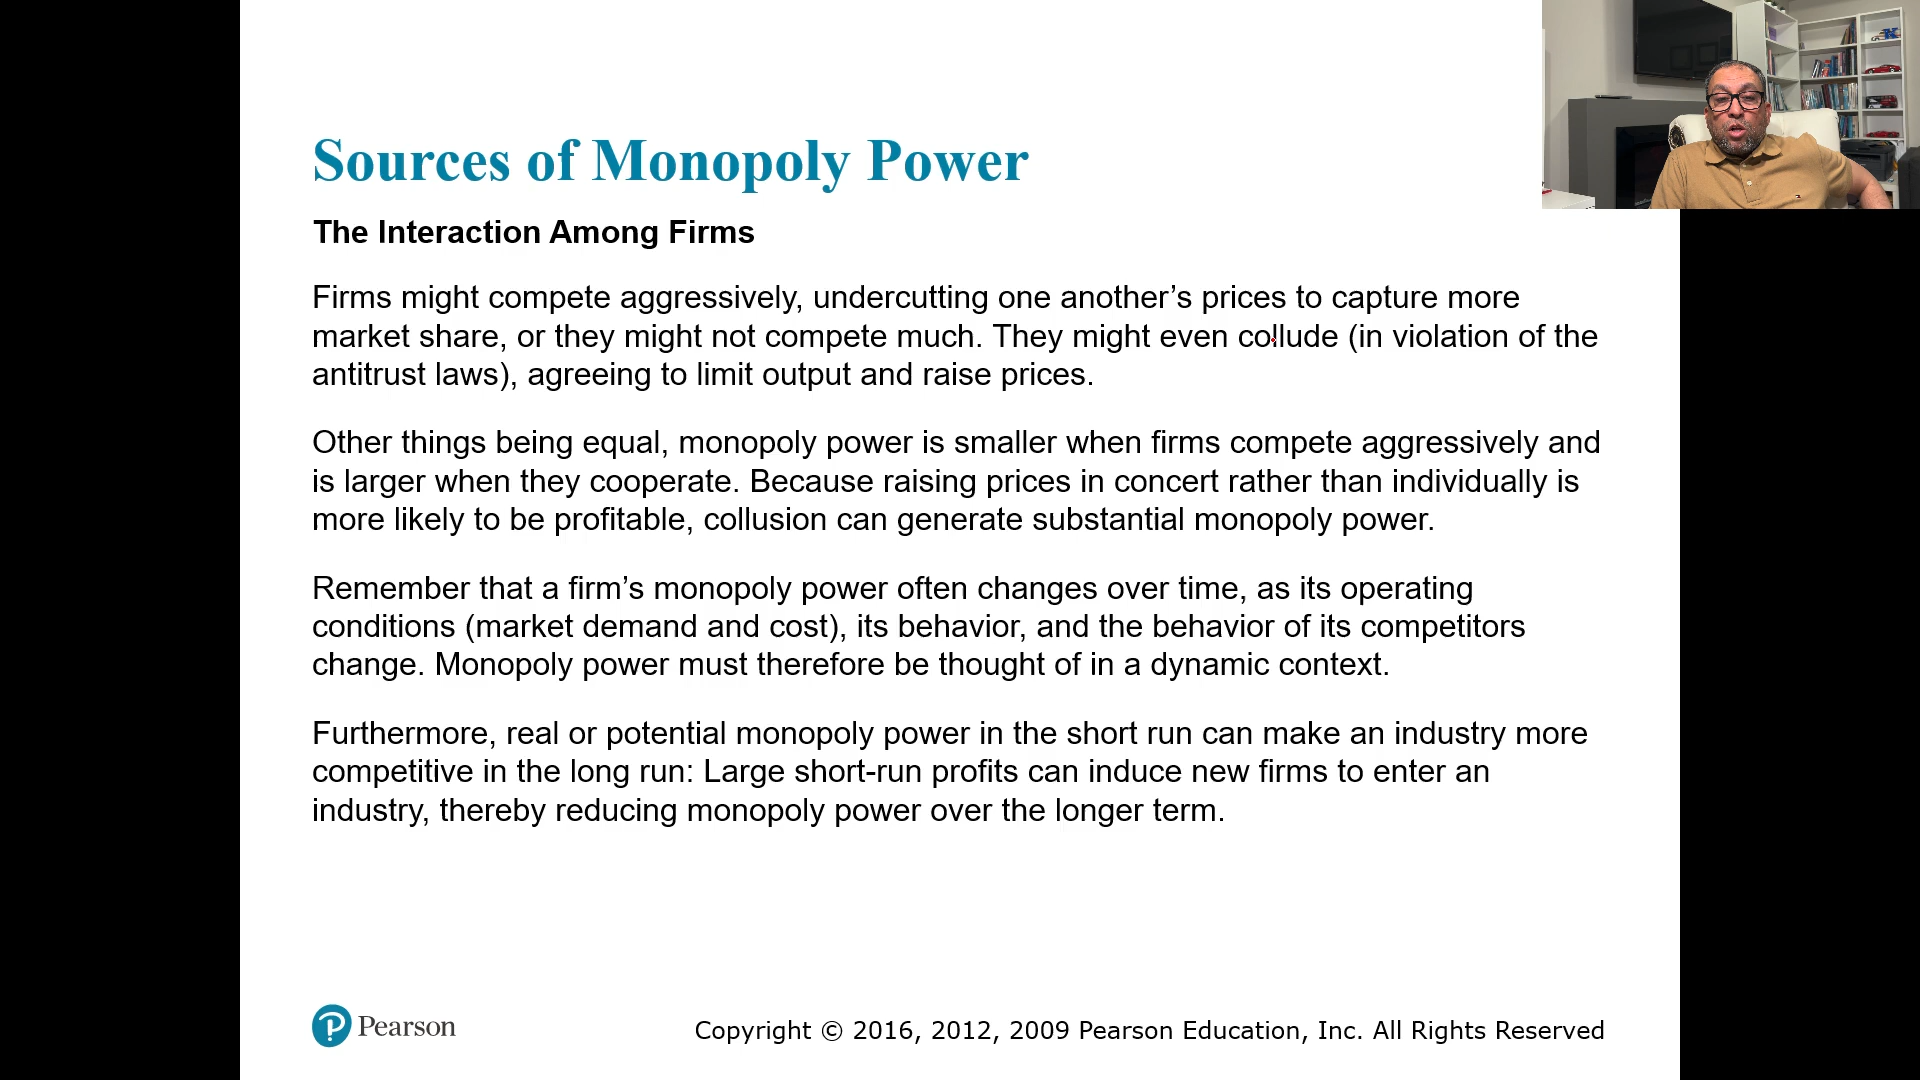 Sources of Monopoly Power
The Interaction Among Firms
Firms might compete aggressively, undercutting one another’s prices to capture more
market share, or they might not compete much. They might even collude (in violation of the
antitrust laws), agreeing to limit output and raise prices.
Other things being equal, monopoly power is smaller when firms compete aggressively and
is larger when they cooperate. Because raising prices in concert rather than individually is
more likely to be profitable, collusion can generate substantial monopoly power.
Remember that a firm’s monopoly power often changes over time, as its operating
conditions (market demand and cost), its behavior, and the behavior of its competitors
change. Monopoly power must therefore be thought of in a dynamic context.
Furthermore, real or potential monopoly power in the short run can make an industry more
competitive in the long run: Large short-run profits can induce new firms to enter an
industry, thereby reducing monopoly power over the longer term.
Pearson
Copyright © 2016, 2012, 2009 Pearson Education, Inc. All Rights Reserved